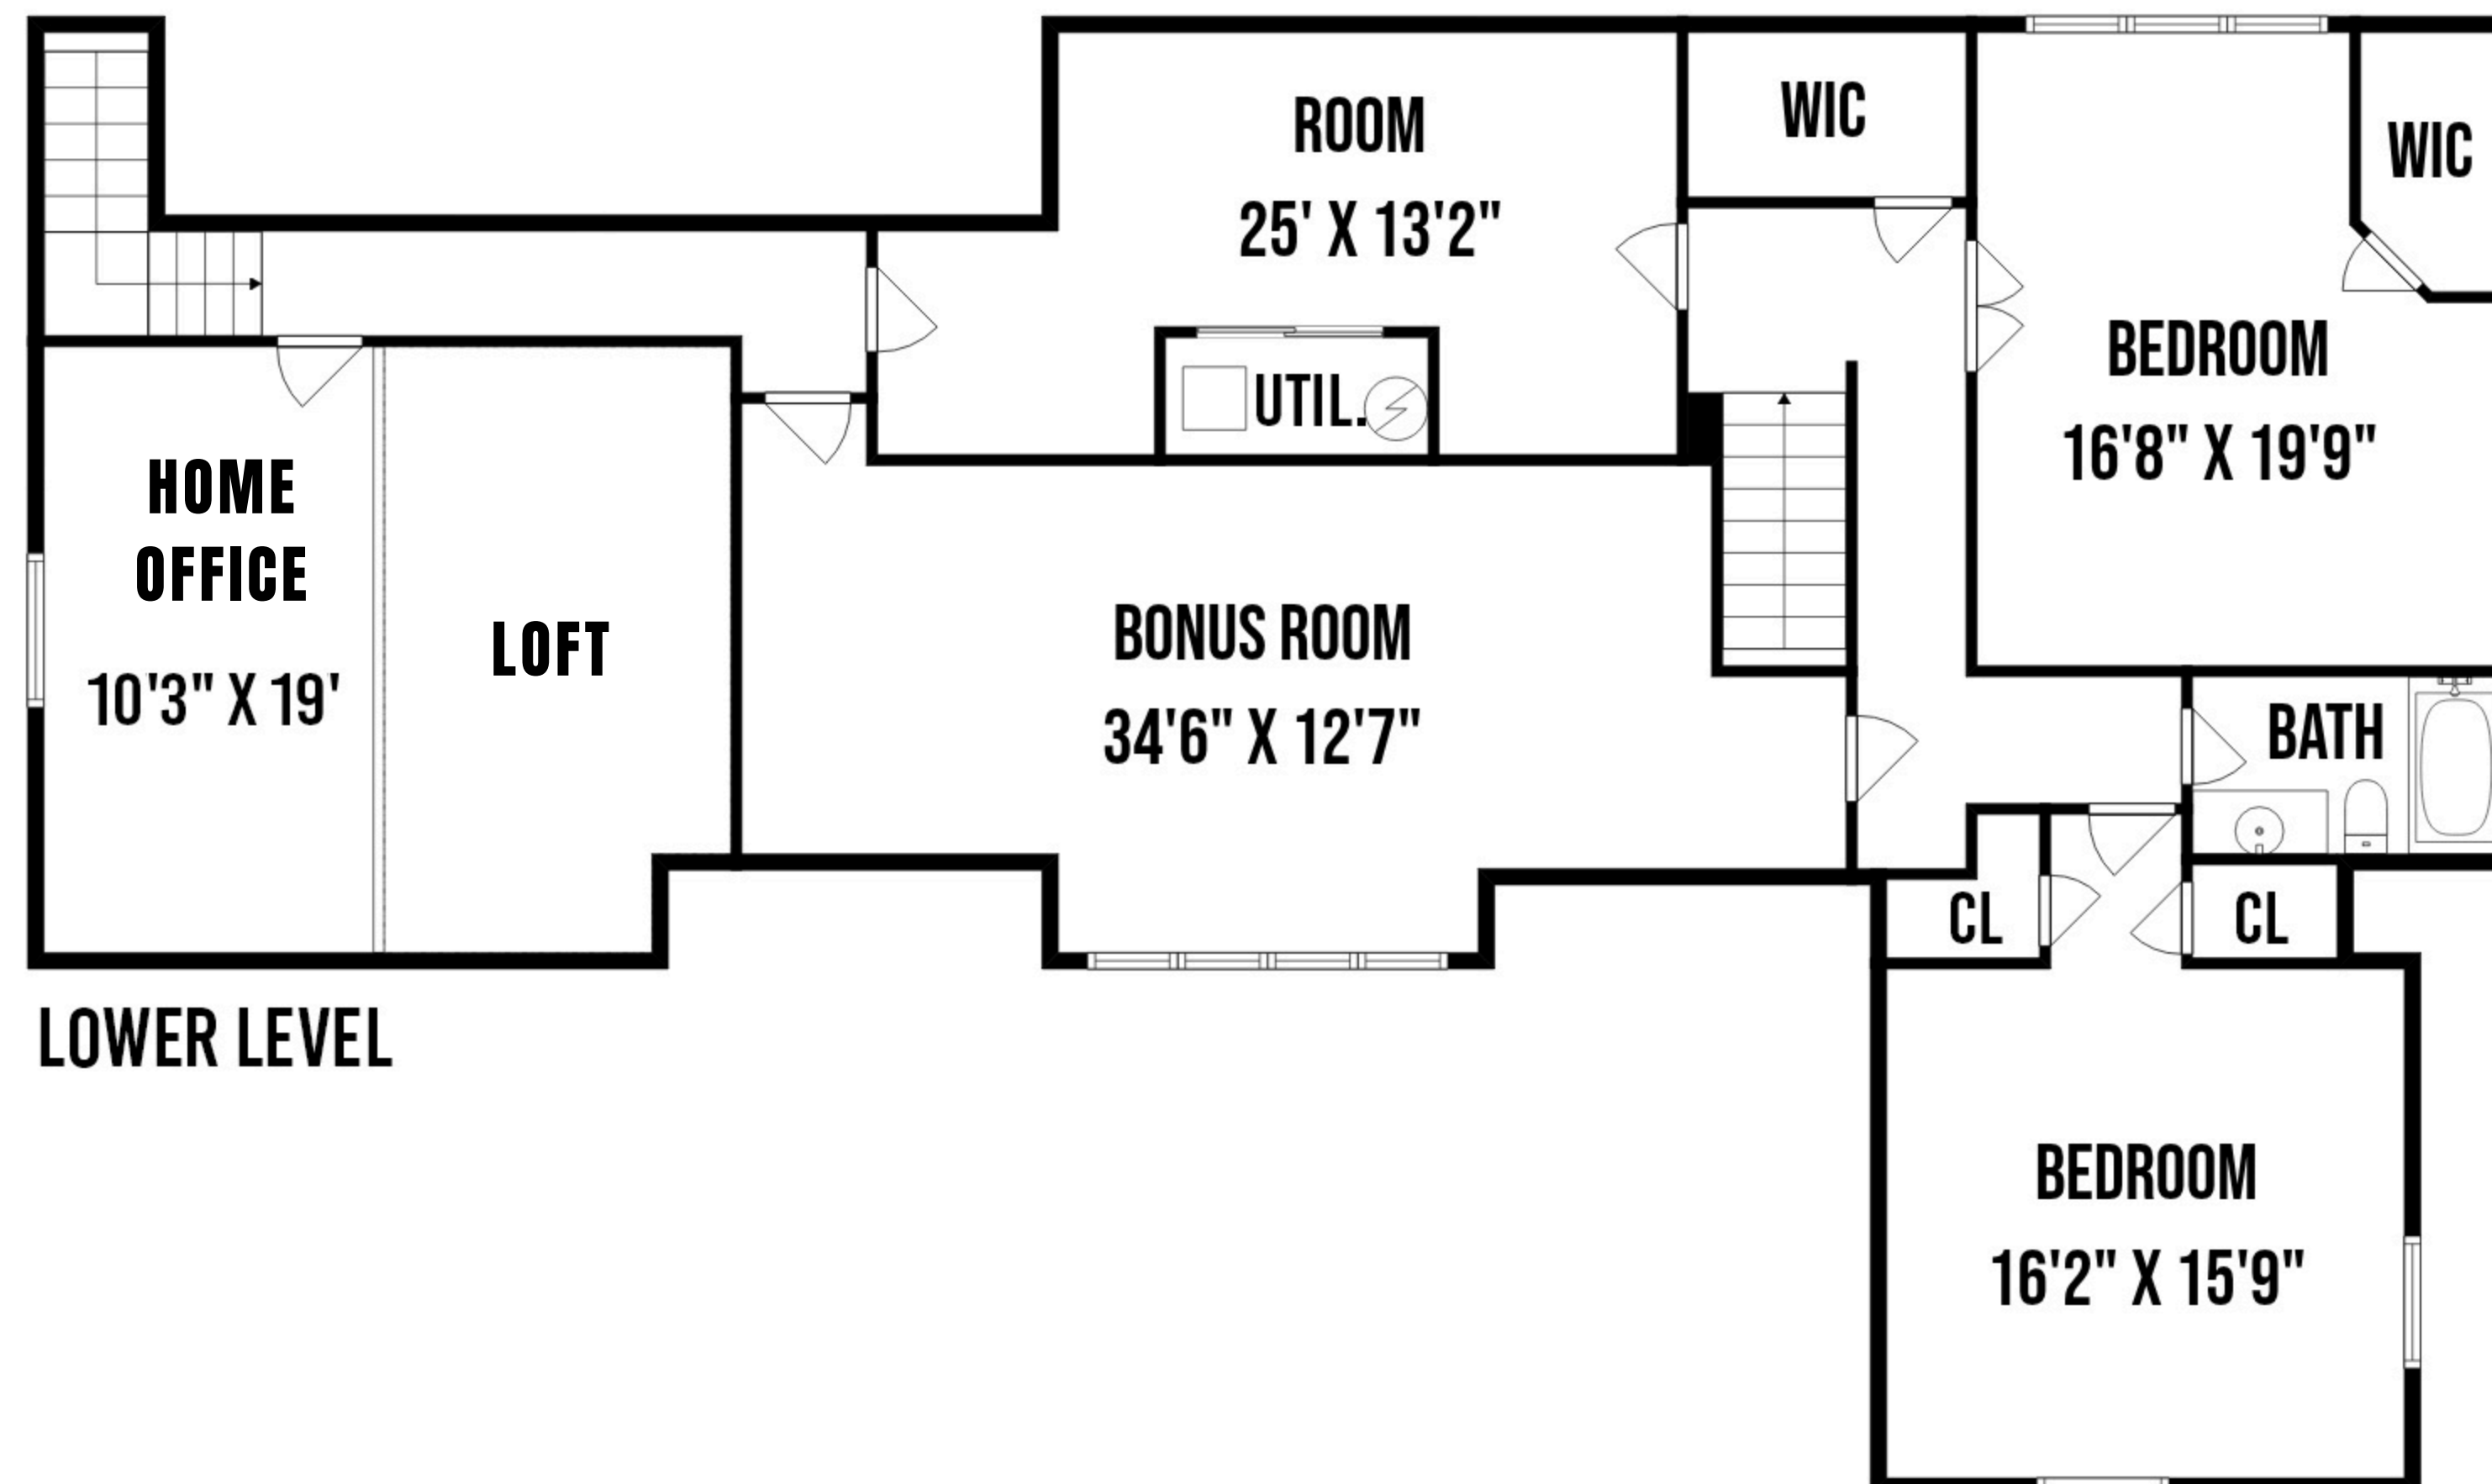 ROOM
25' X 13'2"
WIC
WIC
UTIL.
BEDROOM
16'8" X 19'9"
HOME
OFFICE
10'3" X 19'
LOFT
BONUS ROOM
34'6" X 12'7"
BATH
CL
CL
LOWER LEVEL
BEDROOM
16'2" X 15'9"